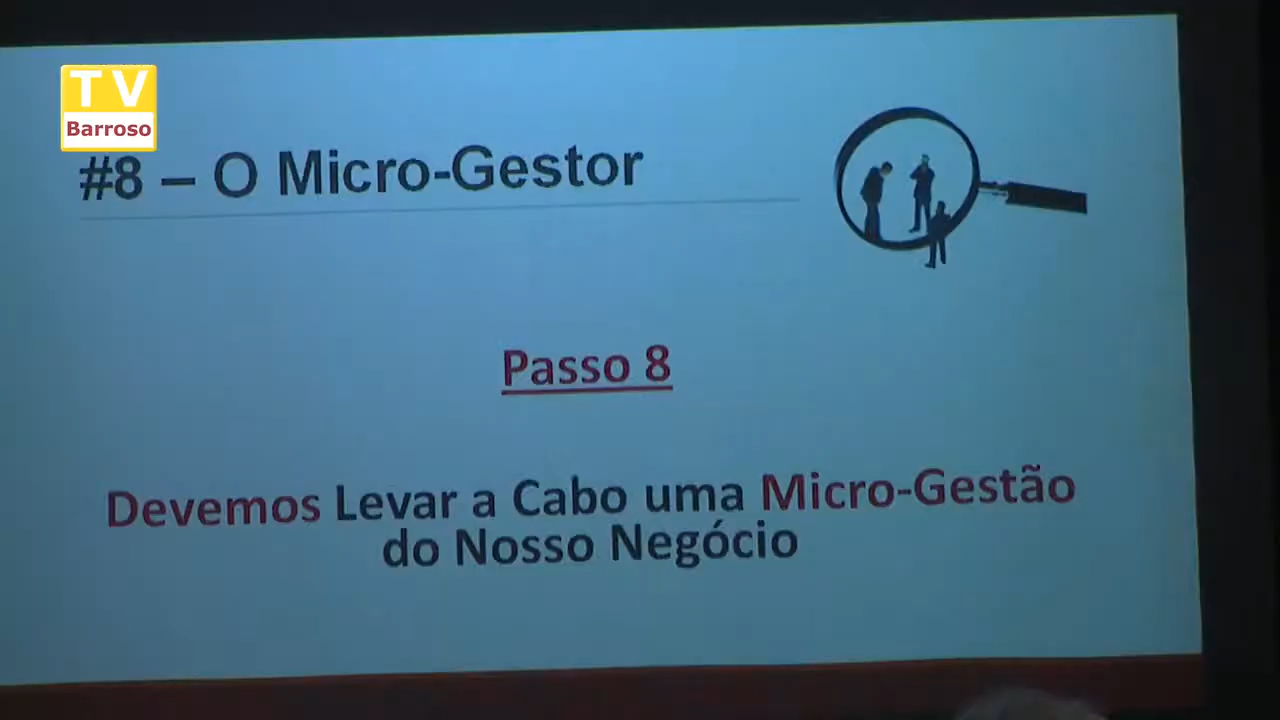 TV
Barroso
#8 – O Micro-Gestor
Passo 8
Devemos Levar a Cabo uma Micro-Gestão
do Nosso Negócio